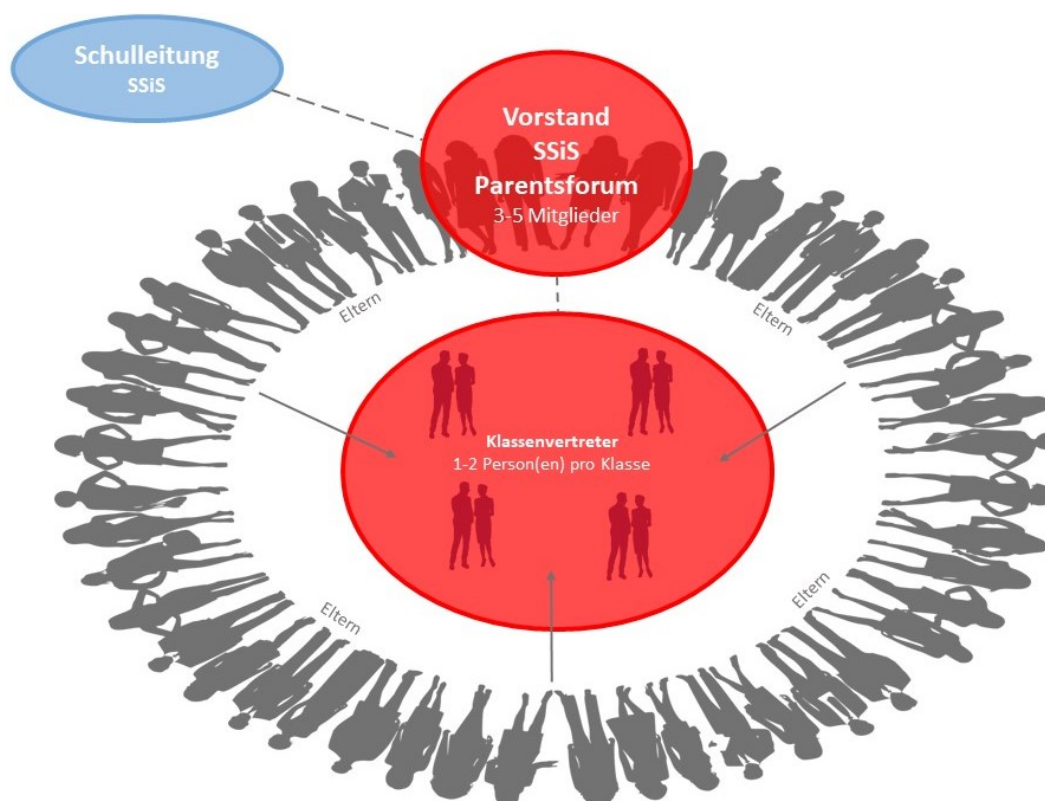 Schulleitung
SSiS
Vorstand
SSiS
Parentsforum
3-5 Mitglieder
Eltern
Eltern
Klassenvertreter
1-2 Person(en) pro Klasse
Eltern
Eltern